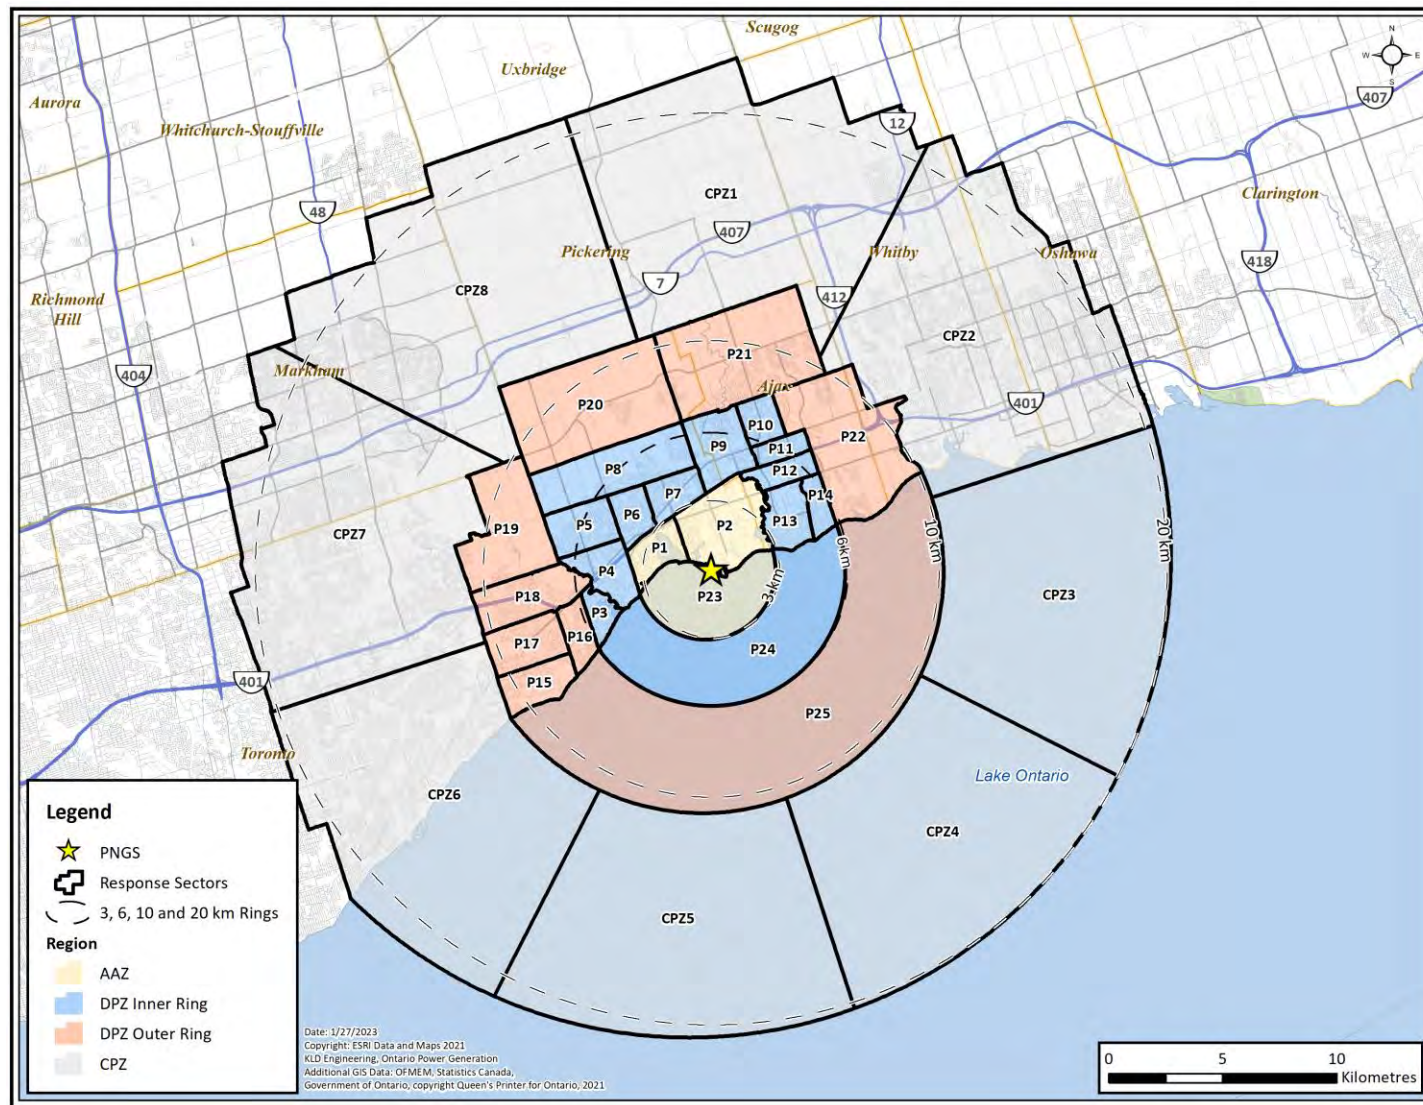 Scugog
N
W E
S
Uxbridge
Aurora
407
Whitchurch-Stouffville
12
CPZ1
Clarington
48
407
Pickering
Whitby
Oshawa
418
7
CPZ8
412
Richmond
Hill
CPZ2
P21
Markham
404
Ajax
P20
401
P10
P22
P9
P11
P8
P12
P7
P14
P6
P13
P5
P2
P19
CPZ7
10 km
20 km
P1
6 km
P4
3 km
P18
P23
CPZ3
P3
P16
P17
P24
401
P15
P25
Toronto
Lake Ontario
CPZ6
CPZ4
CPZ5
Legend
PNGS
Response Sectors
3, 6, 10 and 20 km Rings
Region
AAZ
DPZ Inner Ring
DPZ Outer Ring
CPZ
Date: 1/27/2023
Copyright: ESRI Data and Maps 2021
KLD Engineering, Ontario Power Generation
Additional GIS Data: OFMEM, Statistics Canada,
Government of Ontario, copyright Queen's Printer for Ontario, 2021
0 5 10
Kilometres